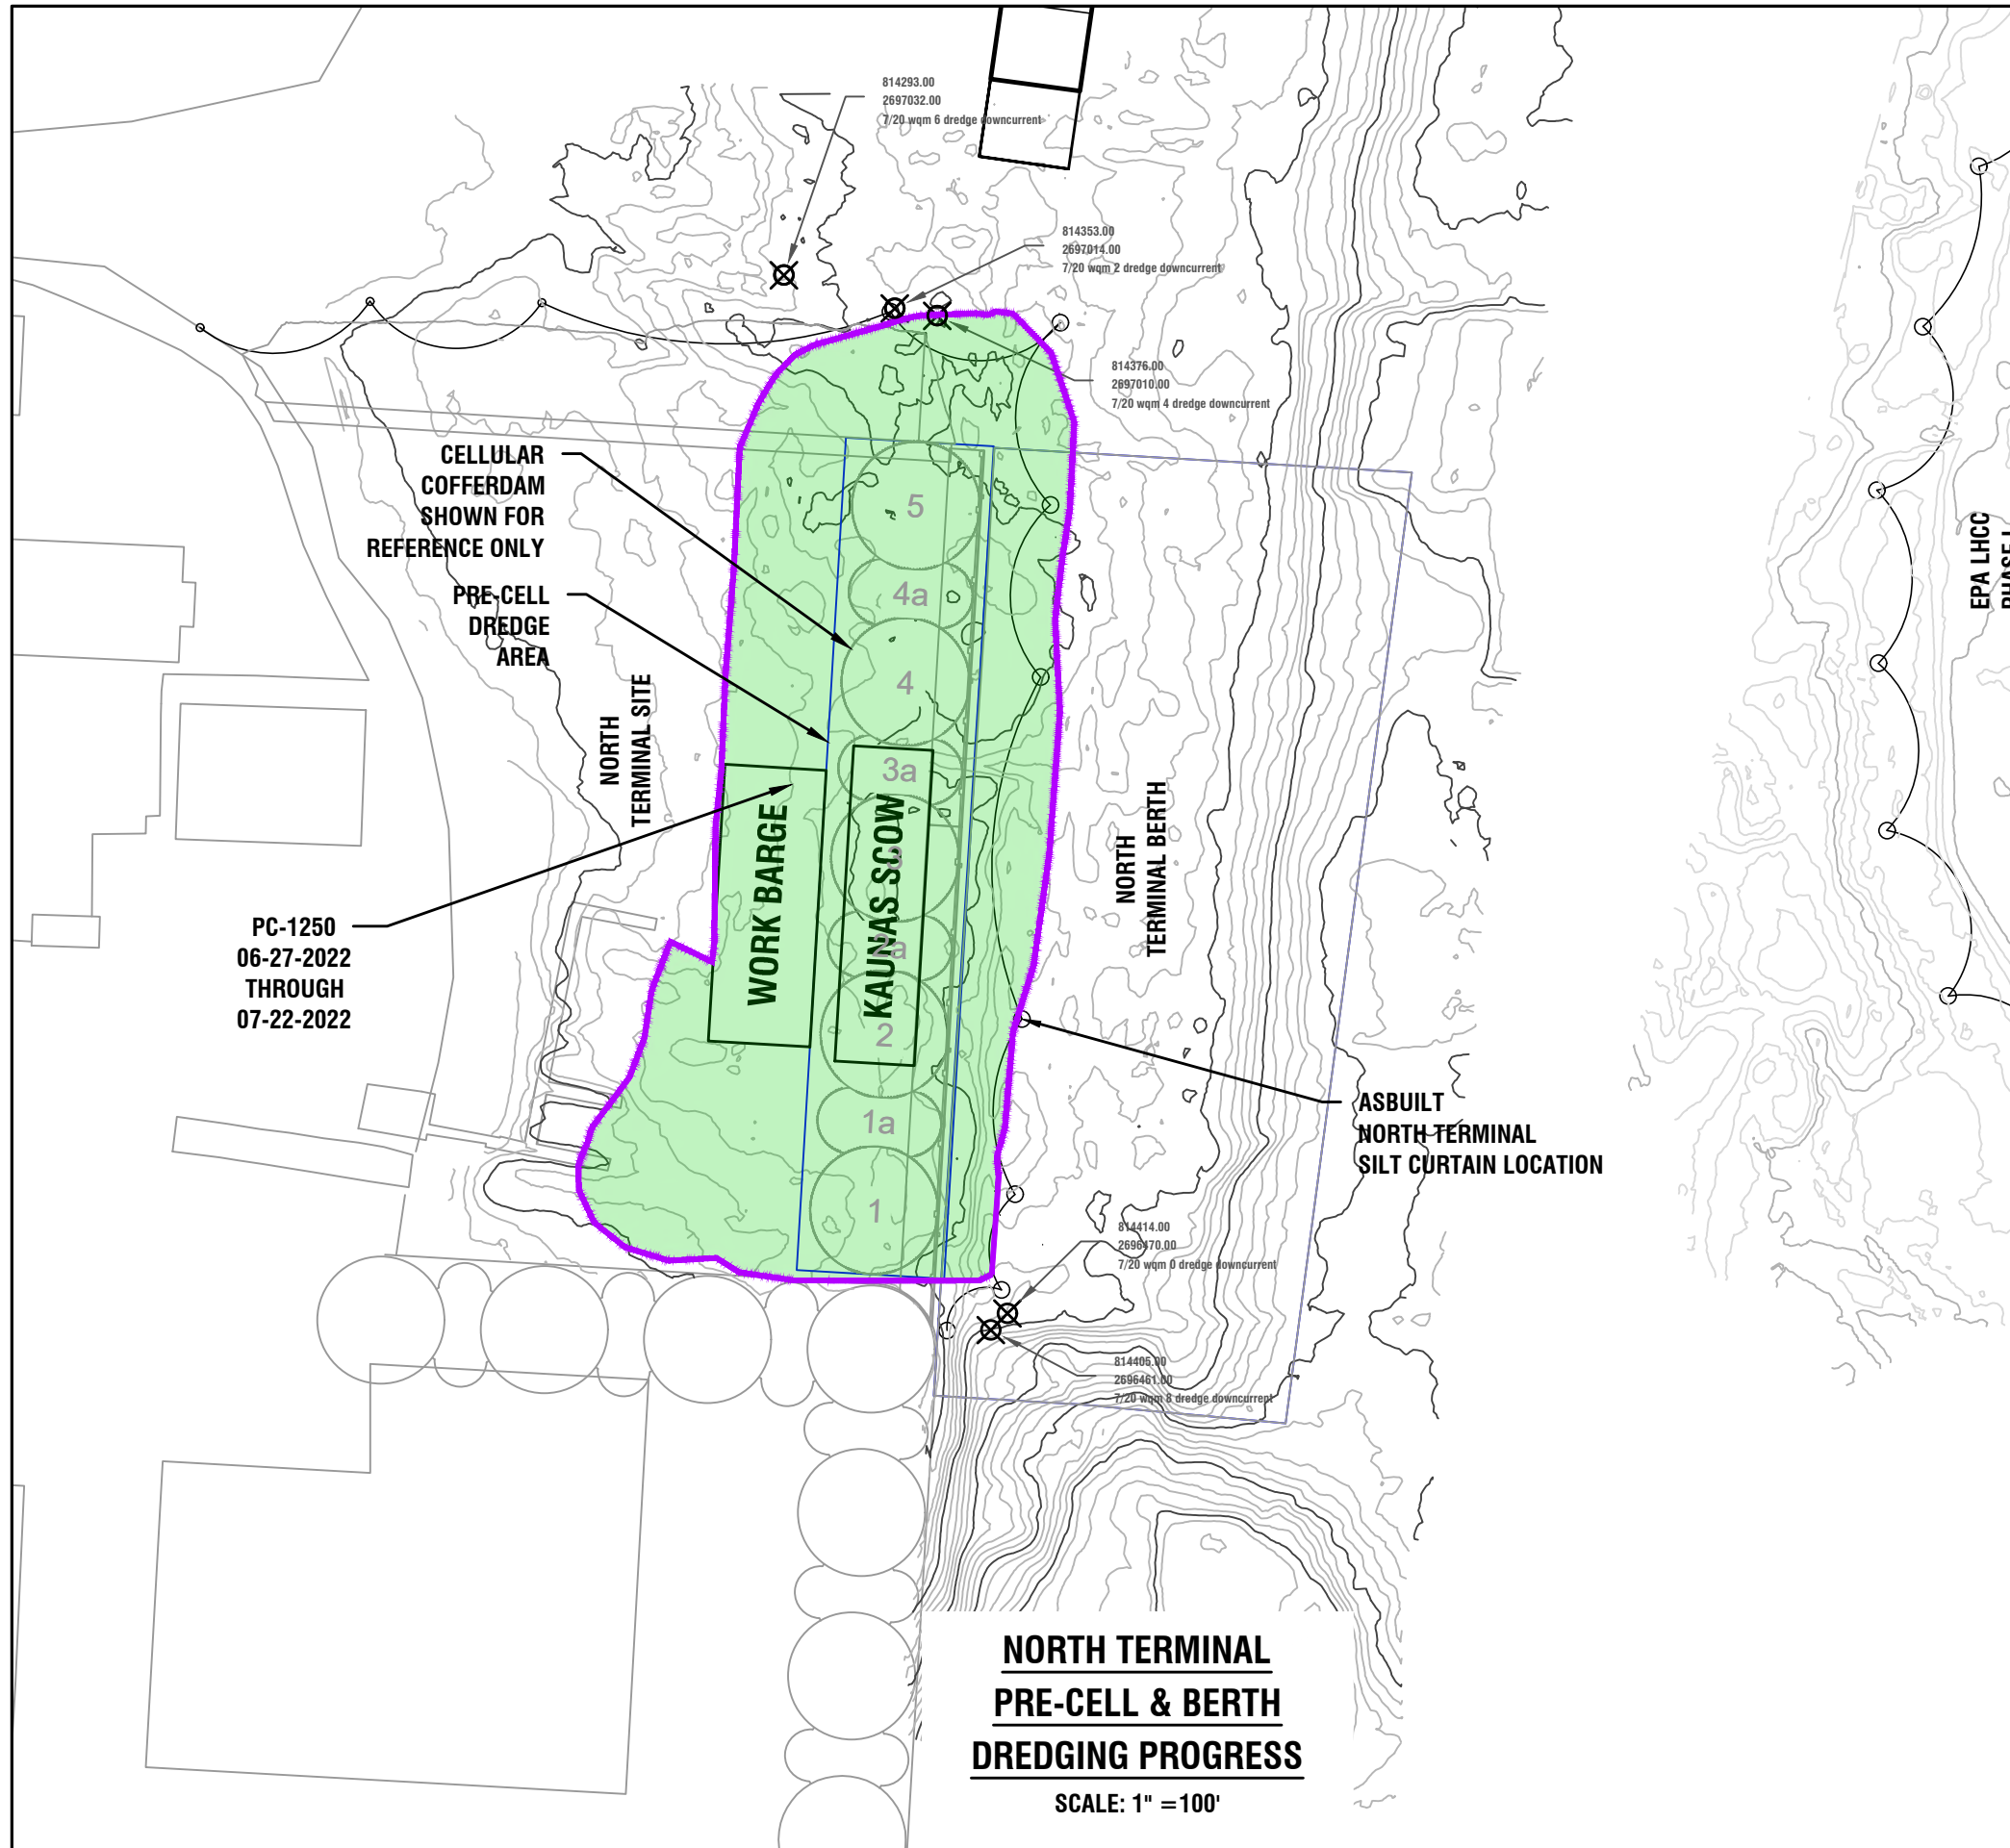 814293.00
2697032.00
7/20 wqm 6 dredge downcurrent
814353.00
2697014.00
7/20 wqm 2 dredge downcurrent
814376.00
2697010.00
7/20 wqm 4 dredge downcurrent
CELLULAR
COFFERDAM
SHOWN FOR
REFERENCE ONLY
PRE-CELL
DREDGE
AREA
NORTH
TERMINAL SITE
5
4a
4
3a
3
2a
2
1a
1
WORK BARGE
KAUNAS SCOW
NORTH
TERMINAL BERTH
EPA LHCC
PHASE I
PC-1250
06-27-2022
THROUGH
07-22-2022
ASBUILT
NORTH TERMINAL
SILT CURTAIN LOCATION
814414.00
2696470.00
7/20 wqm 0 dredge downcurrent
814405.00
2696461.00
7/20 wqm 8 dredge downcurrent
NORTH TERMINAL
PRE-CELL & BERTH
DREDGING PROGRESS
SCALE: 1" =100'